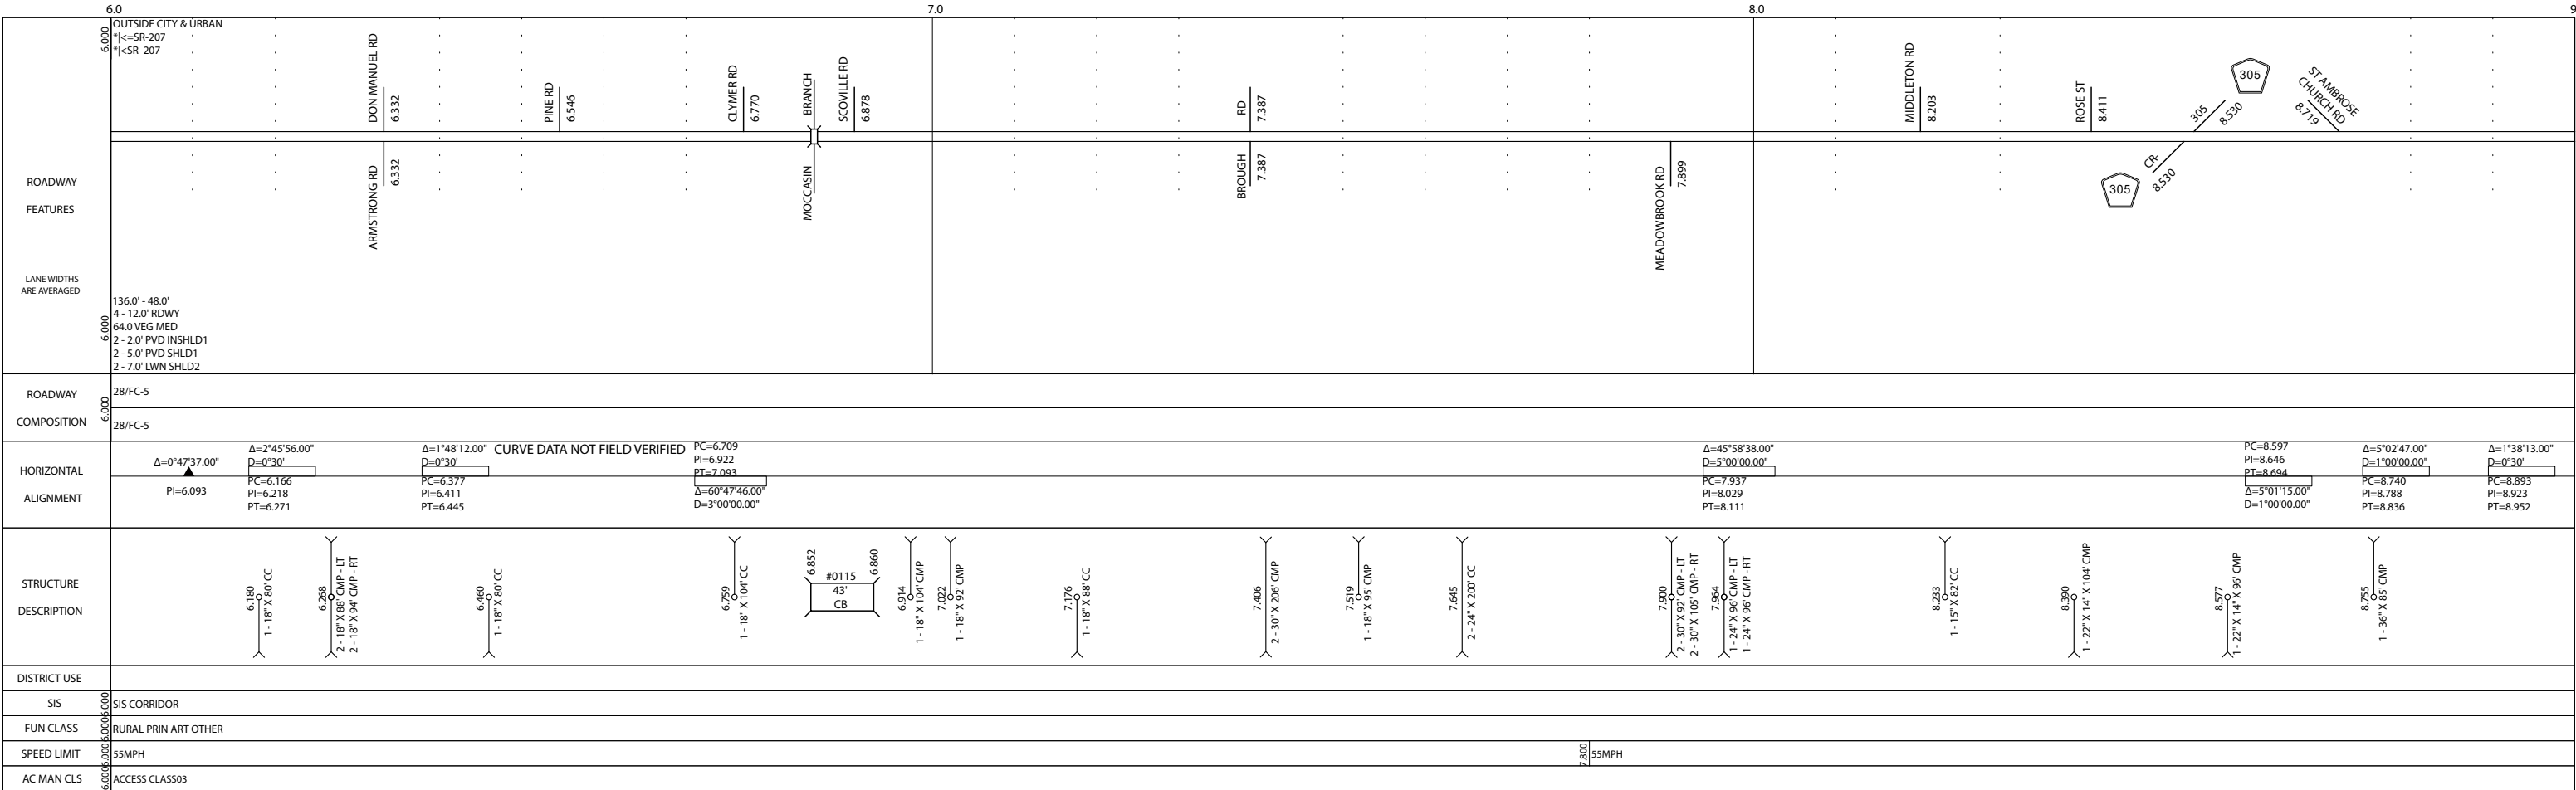 6.0
7.0
8.0
9
6.000
OUTSIDE CITY & URBAN
*|<=SR-207
*|<SR 207
DON MANUEL RD
6.332
PINE RD
6.546
CLYMER RD
6.770
BRANCH
SCOVILLE RD
6.878
RD
7.387
MIDDLETON RD
8.203
ROSE ST
8.411
305
8.530
305
ST AMBROSE
CHURCH RD
8.719
ROADWAY
FEATURES
ARMSTRONG RD
6.332
MOCCASIN
BROUGH
7.387
MEADOWBROOK RD
7.899
CR-
8.530
305
LANE WIDTHS
ARE AVERAGED
6.000
136.0' - 48.0'
4 - 12.0' RDWY
64.0 VEG MED
2 - 2.0' PVD INSHLD1
2 - 5.0' PVD SHLD1
2 - 7.0' LWN SHLD2
ROADWAY
COMPOSITION
6.000
28/FC-5
28/FC-5
HORIZONTAL
ALIGNMENT
Δ=0°47'37.00"
PI=6.093
Δ=2°45'56.00"
D=0°30'
PC=6.166
PI=6.218
PT=6.271
Δ=1°48'12.00"
D=0°30'
PC=6.377
PI=6.411
PT=6.445
CURVE DATA NOT FIELD VERIFIED
PC=6.709
PI=6.922
PT=7.093
Δ=60°47'46.00"
D=3°00'00.00"
Δ=45°58'38.00"
D=5°00'00.00"
PC=7.937
PI=8.029
PT=8.111
PC=8.597
PI=8.646
PT=8.694
Δ=5°01'15.00"
D=1°00'00.00"
Δ=5°02'47.00"
D=1°00'00.00"
PC=8.740
PI=8.788
PT=8.836
Δ=1°38'13.00"
D=0°30'
PC=8.893
PI=8.923
PT=8.952
STRUCTURE
DESCRIPTION
6.180
1 - 18" X 80' CC
6.268
2 - 18" X 88' CMP - LT
2 - 18" X 94' CMP - RT
6.460
1 - 18" X 80' CC
6.759
1 - 18" X 104' CC
6.852
#0115
43'
CB
6.860
6.914
1 - 18" X 104' CMP
7.022
1 - 18" X 92' CMP
7.176
1 - 18" X 88' CC
7.406
2 - 30" X 206' CMP
7.519
1 - 18" X 95' CMP
7.645
2 - 24" X 200' CC
7.900
2 - 30" X 92' CMP - LT
2 - 30" X 105' CMP - RT
7.964
1 - 24" X 96' CMP - LT
1 - 24" X 96' CMP - RT
8.233
1 - 15" X 82' CC
8.390
1 - 22" X 14" X 104' CMP
8.577
1 - 22" X 14" X 96' CMP
8.755
1 - 36" X 85' CMP
DISTRICT USE
SIS
6.000
SIS CORRIDOR
FUN CLASS
6.000
RURAL PRIN ART OTHER
SPEED LIMIT
6.000
55MPH
7.800
55MPH
AC MAN CLS
6.000
ACCESS CLASS03